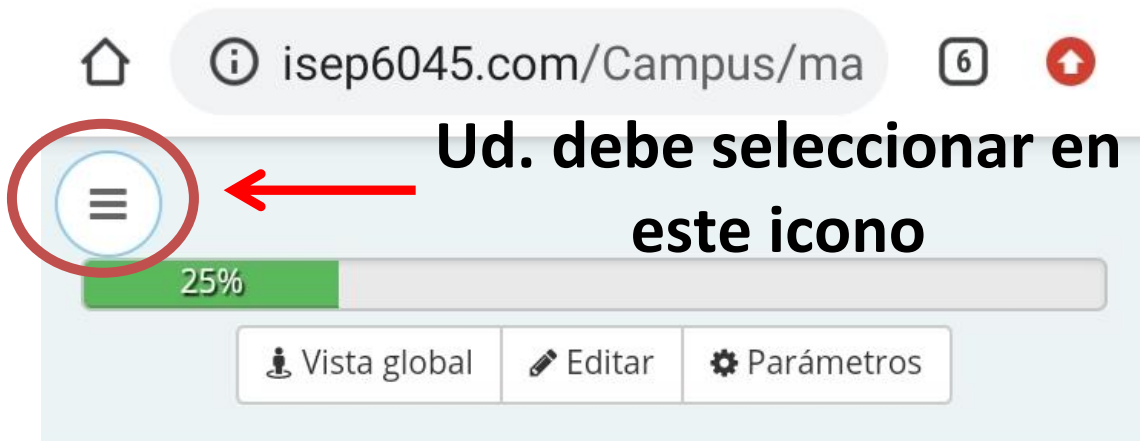 isep6045.com/Campus/ma
6
Ud. debe seleccionar en
este icono
25%
Vista global Editar Parámetros